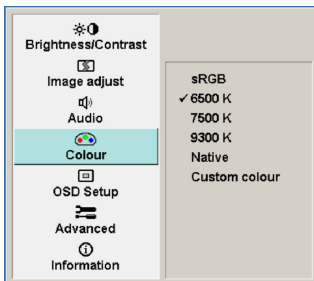 Brightness/Contrast
Image adjust
Audio
Colour
OSD Setup
Advanced
Information
sRGB
6500 K
7500 K
9300 K
Native
Custom colour